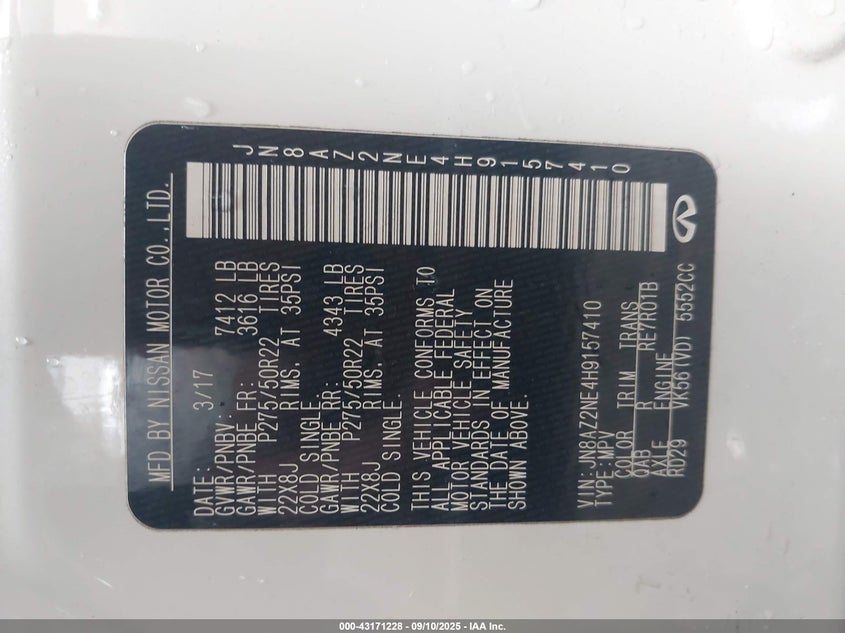 MFD BY NISSAN MOTOR CO.,LTD.
JN8AZ2NE4H9157410
DATE: 3/17
GVWR/PNBV: 7412 LB
GAWR/PNBE FR: 3616 LB
WITH P275/50R22 TIRES
22X8J RIMS. AT 35PSI
COLD SINGLE.
GAWR/PNBE RR: 4343 LB
WITH P275/50R22 TIRES
22X8J RIMS. AT 35PSI
COLD SINGLE.
THIS VEHICLE CONFORMS TO
ALL APPLICABLE FEDERAL
MOTOR VEHICLE SAFETY
STANDARDS IN EFFECT ON
THE DATE OF MANUFACTURE
SHOWN ABOVE.
VIN:JN8AZ2NE4H9157410
TYPE:MPV
COLOR TRIM TRANS
QAB R RE7R01B
AXLE ENGINE
RD29 VK56(VD) 5552CC
000-43171228 - 09/10/2025 - IAA Inc.